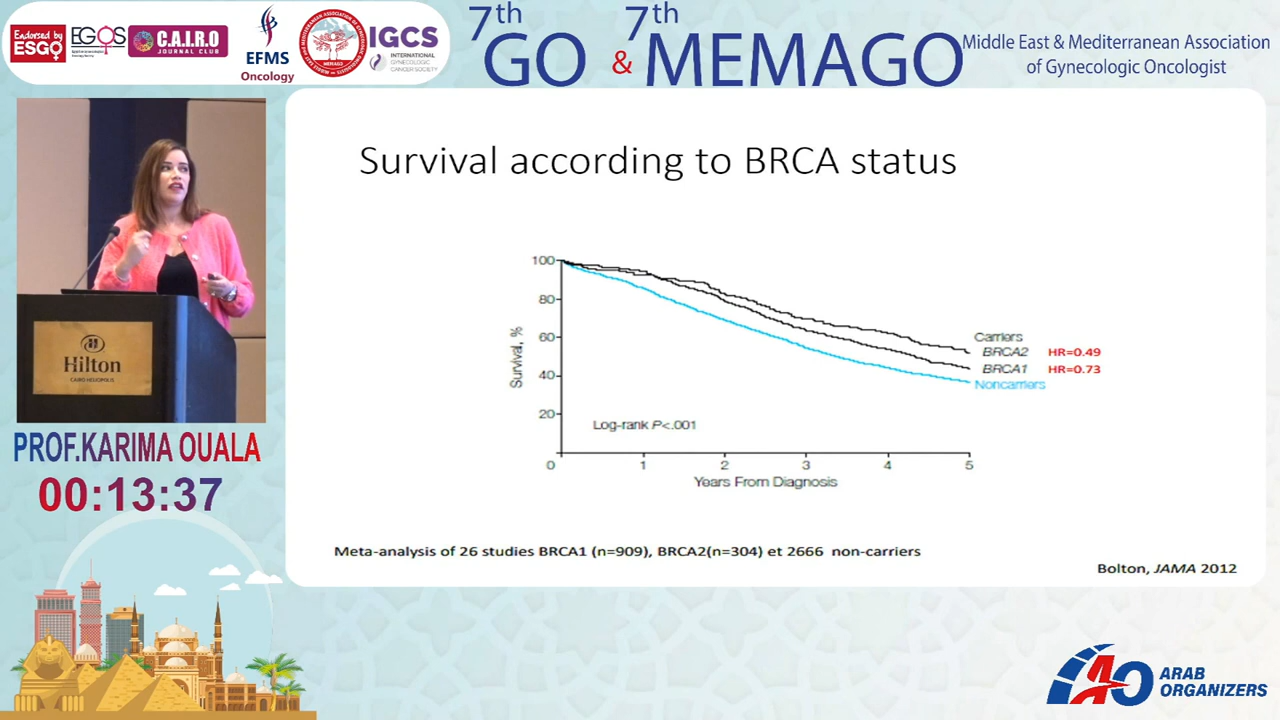 Endorsed by
ESGO
EGOS
C.A.I.R.O
JOURNAL CLUB
EFMS
Oncology
MEMAGO
IGCS
INTERNATIONAL
GYNECOLOGIC
CANCER SOCIETY
7th GO & 7th MEMAGO
Middle East & Mediterranean Association
of Gynecologic Oncologist
Survival according to BRCA status
100
80
60
40
20
0
Survival, %
Log-rank P<.001
1 2 3 4 5
Years From Diagnosis
Carriers
BRCA2 HR=0.49
BRCA1 HR=0.73
Noncarriers
Meta-analysis of 26 studies BRCA1 (n=909), BRCA2(n=304) et 2666 non-carriers
Bolton, JAMA 2012
Hilton
CAIRO HELIOPOLIS
PROF.KARIMA OUALA
00:13:37
AO ARAB
ORGANIZERS